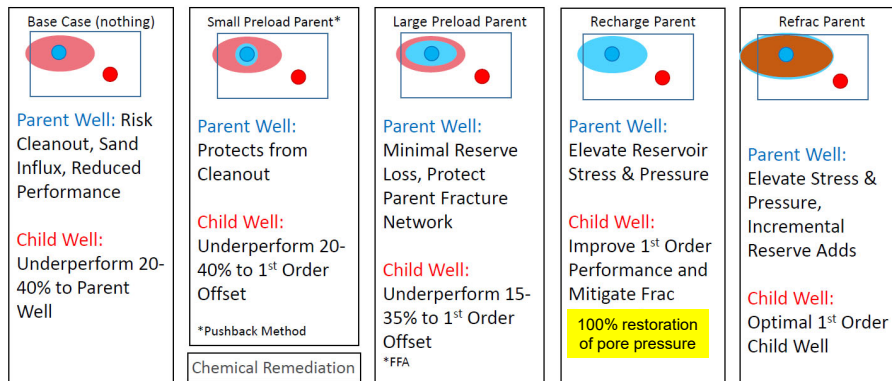 Base Case (nothing)
Parent Well: Risk
Cleanout, Sand
Influx, Reduced
Performance
Child Well:
Underperform 20-
40% to Parent
Well
Small Preload Parent*
Parent Well:
Protects from
Cleanout
Child Well:
Underperform 20-
40% to 1st Order
Offset
*Pushback Method
Chemical Remediation
Large Preload Parent
Parent Well:
Minimal Reserve
Loss, Protect
Parent Fracture
Network
Child Well:
Underperform 15-
35% to 1st Order
Offset
*FFA
Recharge Parent
Parent Well:
Elevate Reservoir
Stress & Pressure
Child Well:
Improve 1st Order
Performance and
Mitigate Frac
100% restoration
of pore pressure
Refrac Parent
Parent Well:
Elevate Stress &
Pressure,
Incremental
Reserve Adds
Child Well:
Optimal 1st Order
Child Well